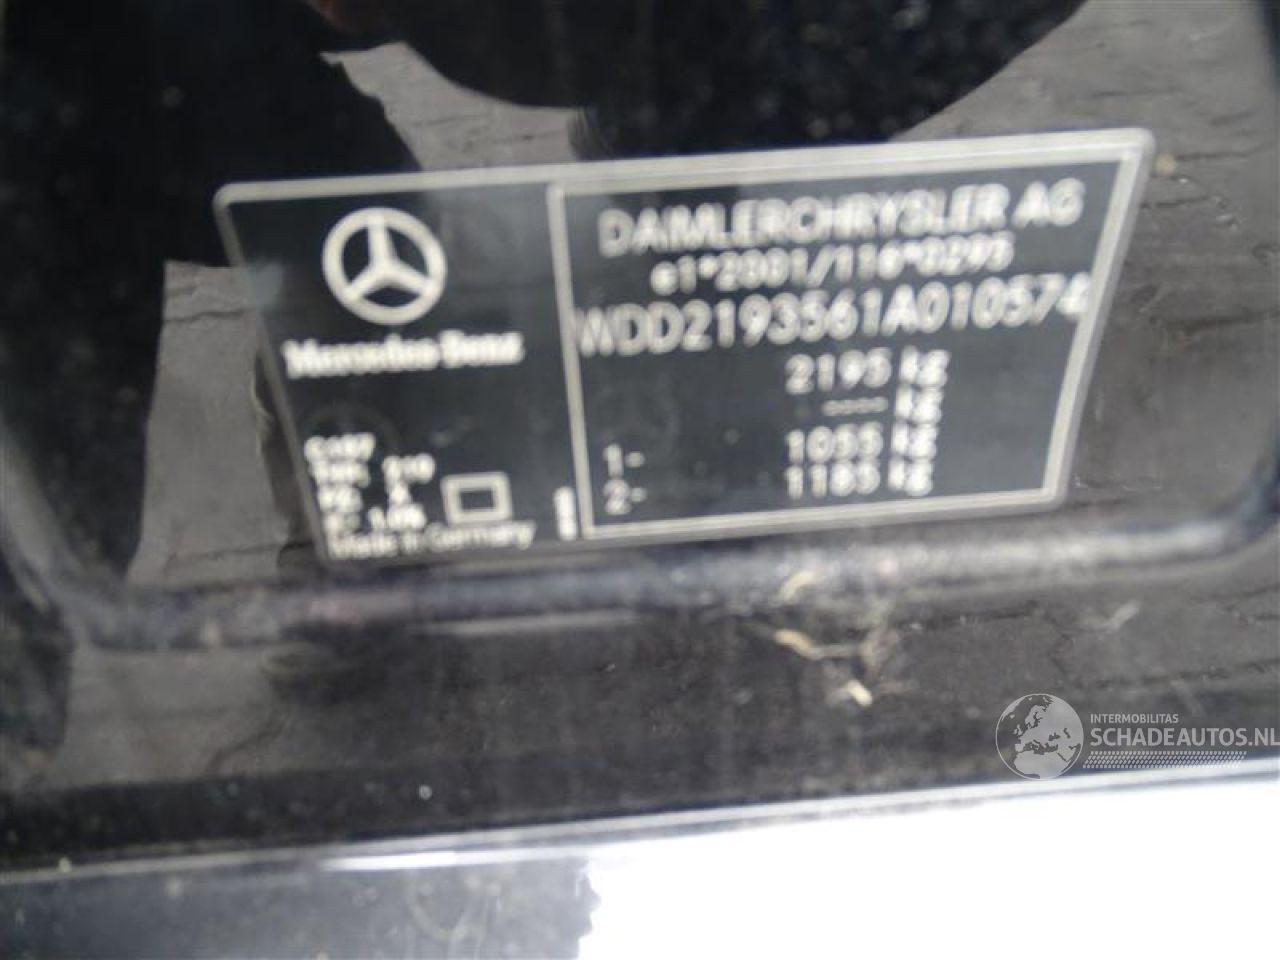 DAIMLERCHRYSLER AG
e1*2001/116*0293
WDD2193561A010574
2195 kg
---- kg
1- 1055 kg
2- 1185 kg
Mercedes-Benz
Made in Germany
INTERMOBILITAS
SCHADEAUTOS.NL